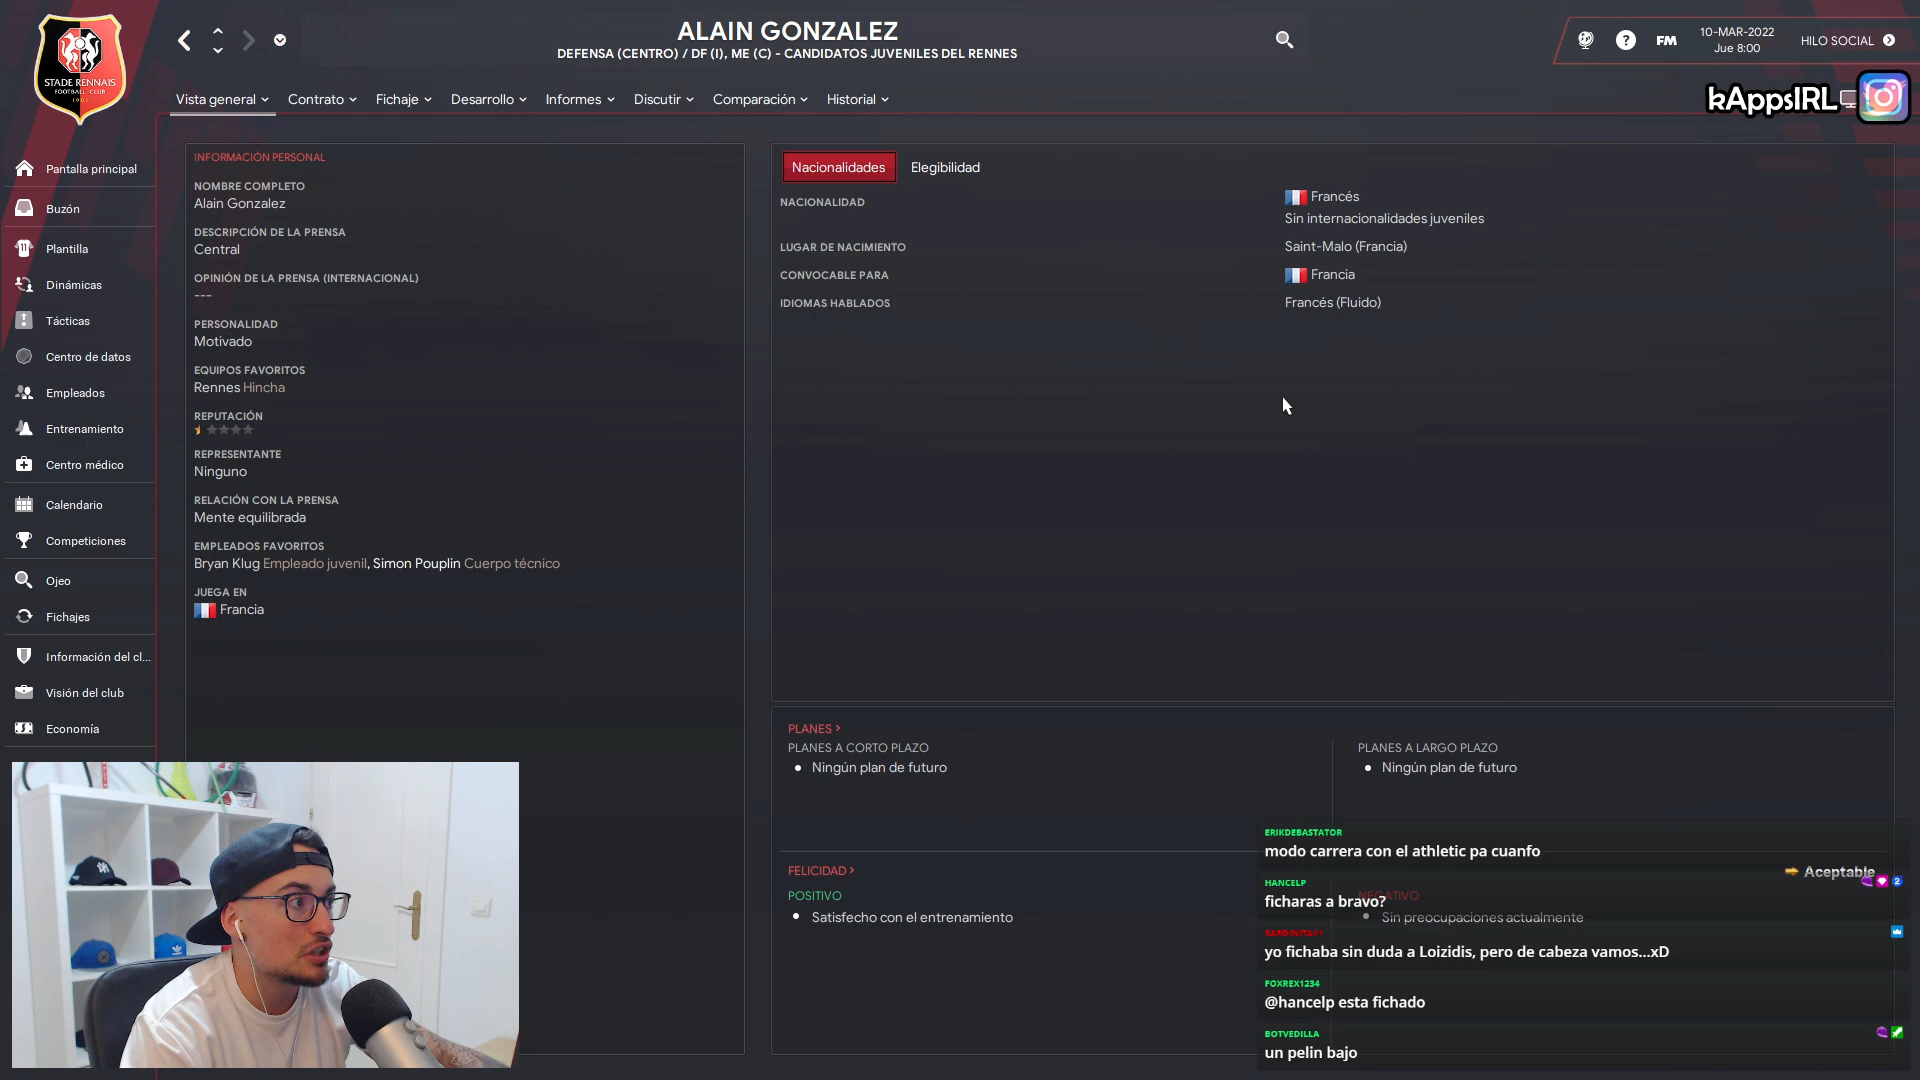 STADE RENNAIS
FOOTBALL CLUB
1901
ALAIN GONZALEZ
DEFENSA (CENTRO) / DF (I), ME (C) - CANDIDATOS JUVENILES DEL RENNES
FM
10-MAR-2022
Jue 8:00
HILO SOCIAL
kAppsIRL
Vista general
Contrato
Fichaje
Desarrollo
Informes
Discutir
Comparación
Historial
Pantalla principal
Buzón
Plantilla
Dinámicas
Tácticas
Centro de datos
Empleados
Entrenamiento
Centro médico
Calendario
Competiciones
Ojeo
Fichajes
Información del cl...
Visión del club
Economía
INFORMACIÓN PERSONAL
NOMBRE COMPLETO
Alain Gonzalez
DESCRIPCIÓN DE LA PRENSA
Central
OPINIÓN DE LA PRENSA (INTERNACIONAL)
---
PERSONALIDAD
Motivado
EQUIPOS FAVORITOS
Rennes Hincha
REPUTACIÓN
REPRESENTANTE
Ninguno
RELACIÓN CON LA PRENSA
Mente equilibrada
EMPLEADOS FAVORITOS
Bryan Klug Empleado juvenil, Simon Pouplin Cuerpo técnico
JUEGA EN
Francia
Nacionalidades
Elegibilidad
NACIONALIDAD
Francés
Sin internacionalidades juveniles
LUGAR DE NACIMIENTO
Saint-Malo (Francia)
CONVOCABLE PARA
Francia
IDIOMAS HABLADOS
Francés (Fluido)
PLANES
PLANES A CORTO PLAZO
Ningún plan de futuro
PLANES A LARGO PLAZO
Ningún plan de futuro
FELICIDAD
Aceptable
POSITIVO
Satisfecho con el entrenamiento
NEGATIVO
Sin preocupaciones actualmente
ERIKDEBASTATOR
modo carrera con el athletic pa cuanfo
HANCELP
ficharas a bravo?
yo fichaba sin duda a Loizidis, pero de cabeza vamos...xD
FOXREX1234
@hancelp esta fichado
BOTVEDILLA
un pelin bajo